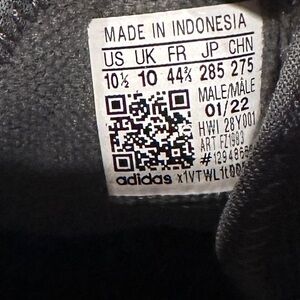 MADE IN INDONESIA
US UK FR JP CHN
10½ 10 44⅔ 285 275
MALE/MÂLE
01/22
HWI 28Y001
ART FZ1993
adidas